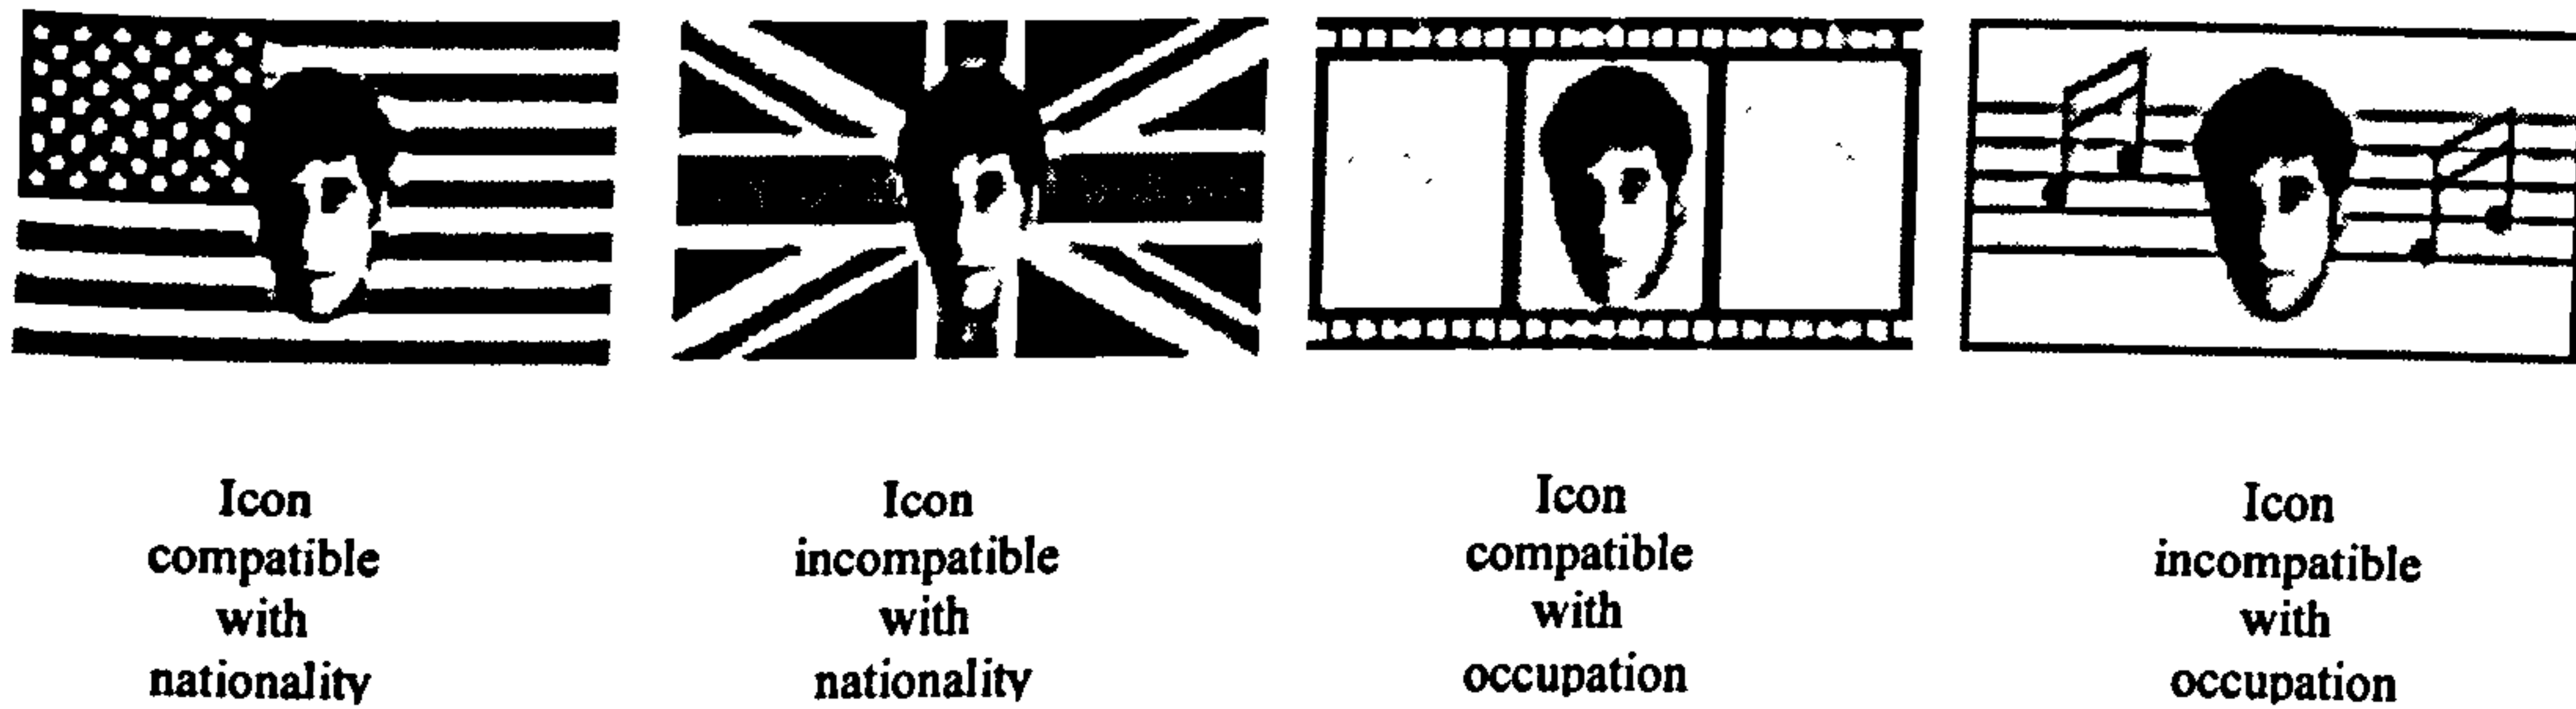 Icon
compatible
with
nationality
Icon
incompatible
with
nationality
Icon
compatible
with
occupation
Icon
incompatible
with
occupation